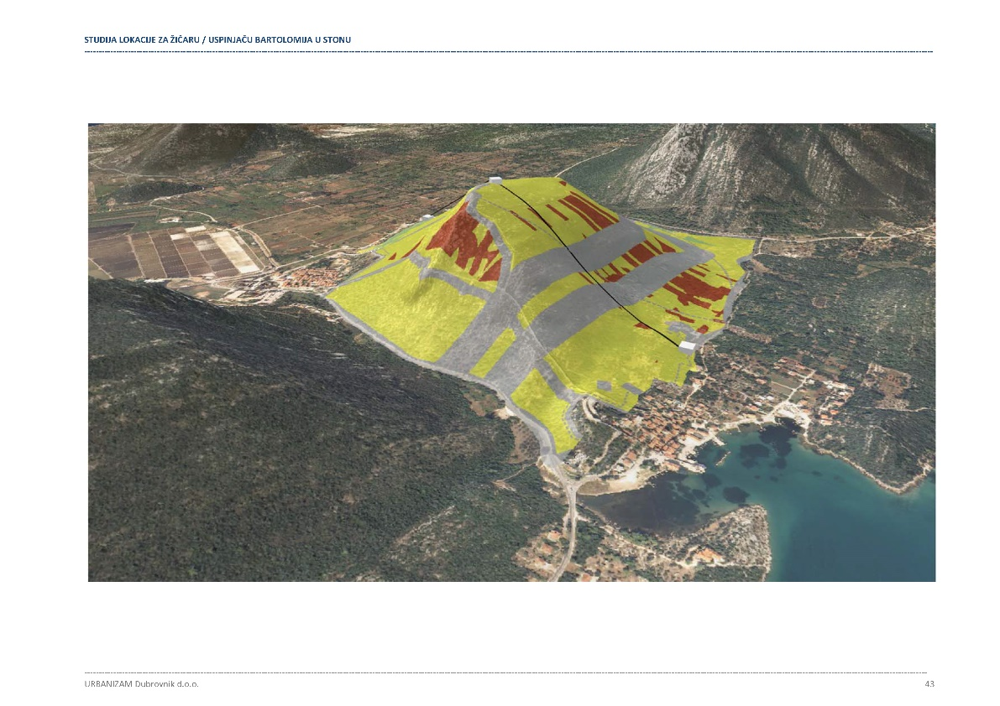 STUDIJA LOKACIJE ZA ŽIČARU / USPINJAČU BARTOLOMIJA U STONU
URBANIZAM Dubrovnik d.o.o.
43